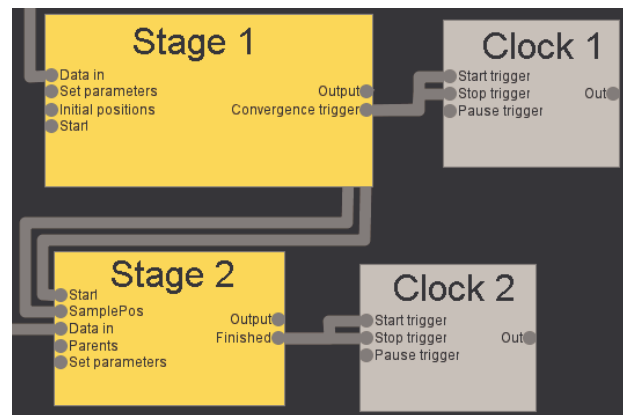 Stage 1
Data in
Set parameters
Initial positions
Start
Output
Convergence trigger
Clock 1
Start trigger
Stop trigger
Pause trigger
Out
Stage 2
Start
SamplePos
Data in
Parents
Set parameters
Output
Finished
Clock 2
Start trigger
Stop trigger
Pause trigger
Out